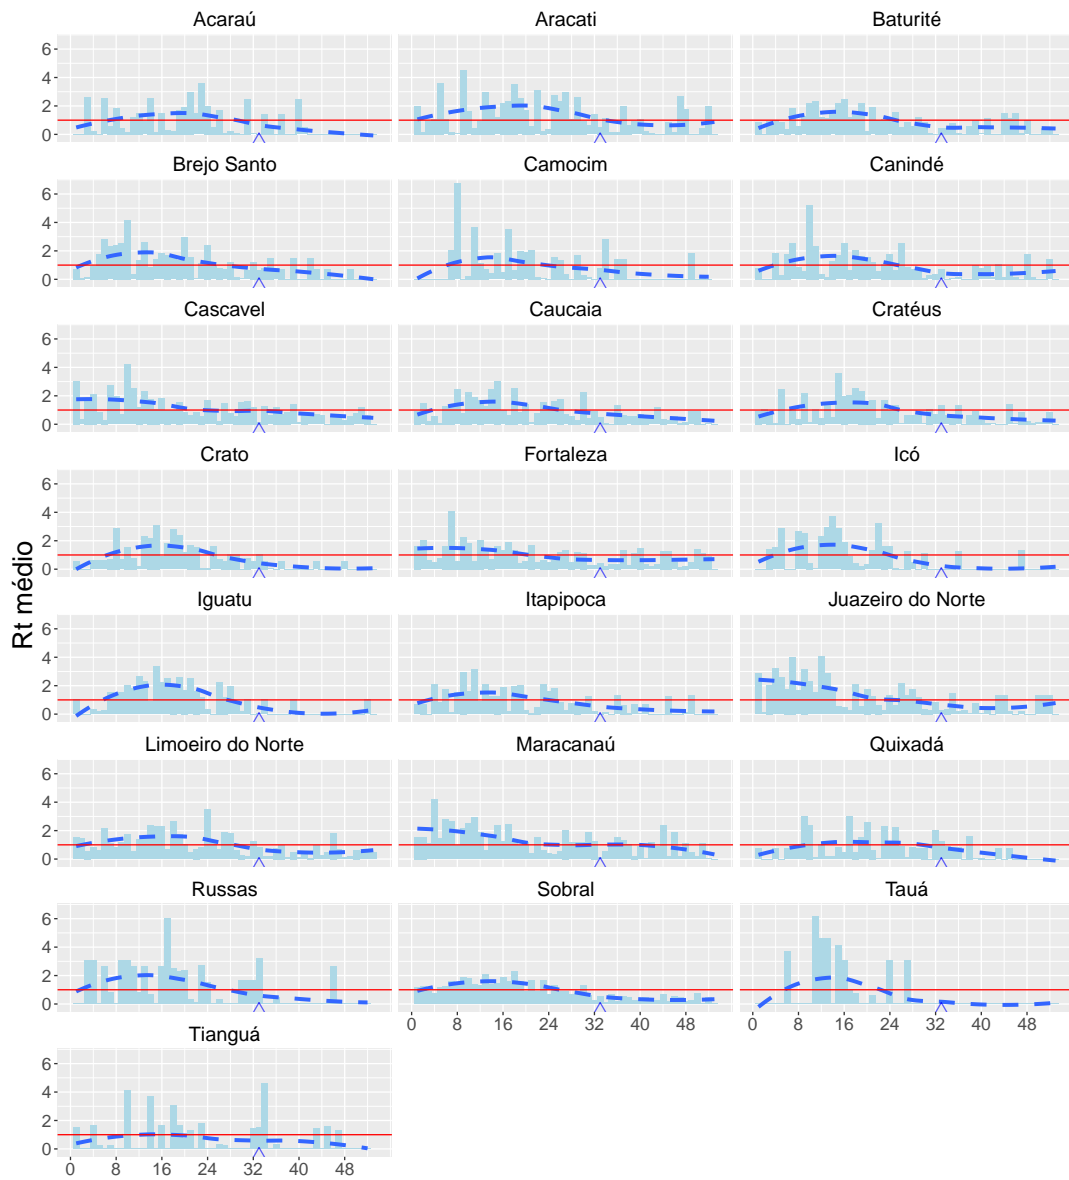 Acaraú Aracati Baturité
6
4
2
0
Brejo Santo Camocim Canindé
6
4
2
0
Cascavel Caucaia Cratéus
6
4
2
0
Crato Fortaleza Icó
6
4
2
0
Rt médio
Iguatu Itapipoca Juazeiro do Norte
6
4
2
0
Limoeiro do Norte Maracanaú Quixadá
6
4
2
0
Russas Sobral Tauá
6
4
2
0
0 8 16 24 32 40 48 0 8 16 24 32 40 48
Tianguá
6
4
2
0
0 8 16 24 32 40 48